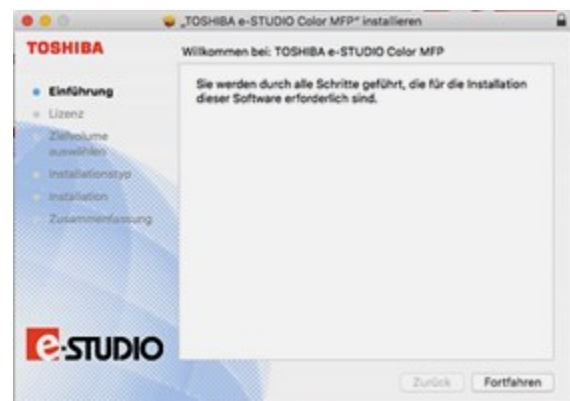 „TOSHIBA e-STUDIO Color MFP“ installieren
TOSHIBA
Willkommen bei: TOSHIBA e-STUDIO Color MFP
Einführung
Lizenz
Zielvolume
auswählen
Installationstyp
Installation
Zusammenfassung
Sie werden durch alle Schritte geführt, die für die Installation
dieser Software erforderlich sind.
e-STUDIO
Zurück
Fortfahren